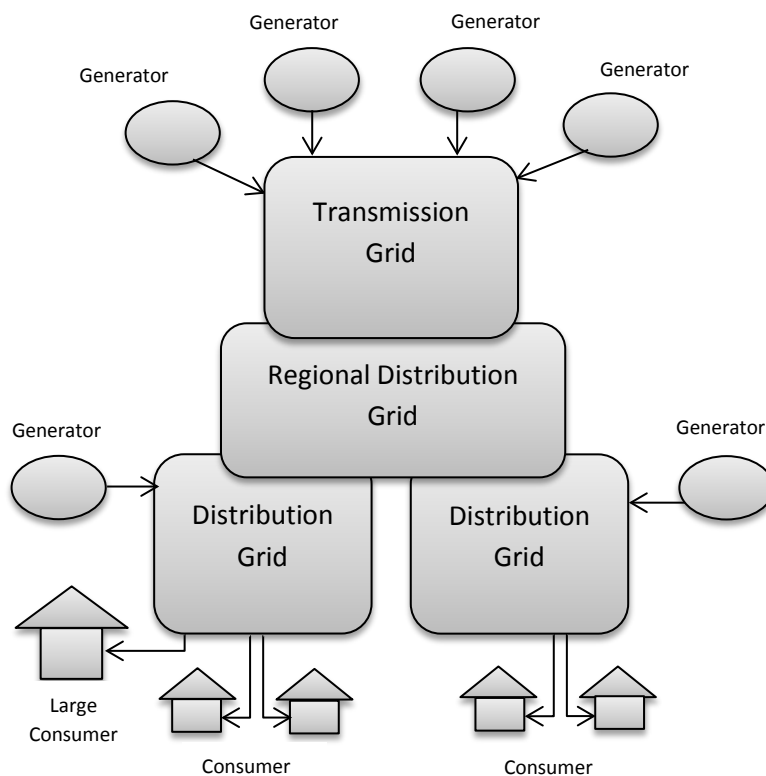 Generator
Generator
Generator
Generator
Transmission
Grid
Regional Distribution
Grid
Generator
Generator
Distribution
Grid
Distribution
Grid
Large
Consumer
Consumer
Consumer